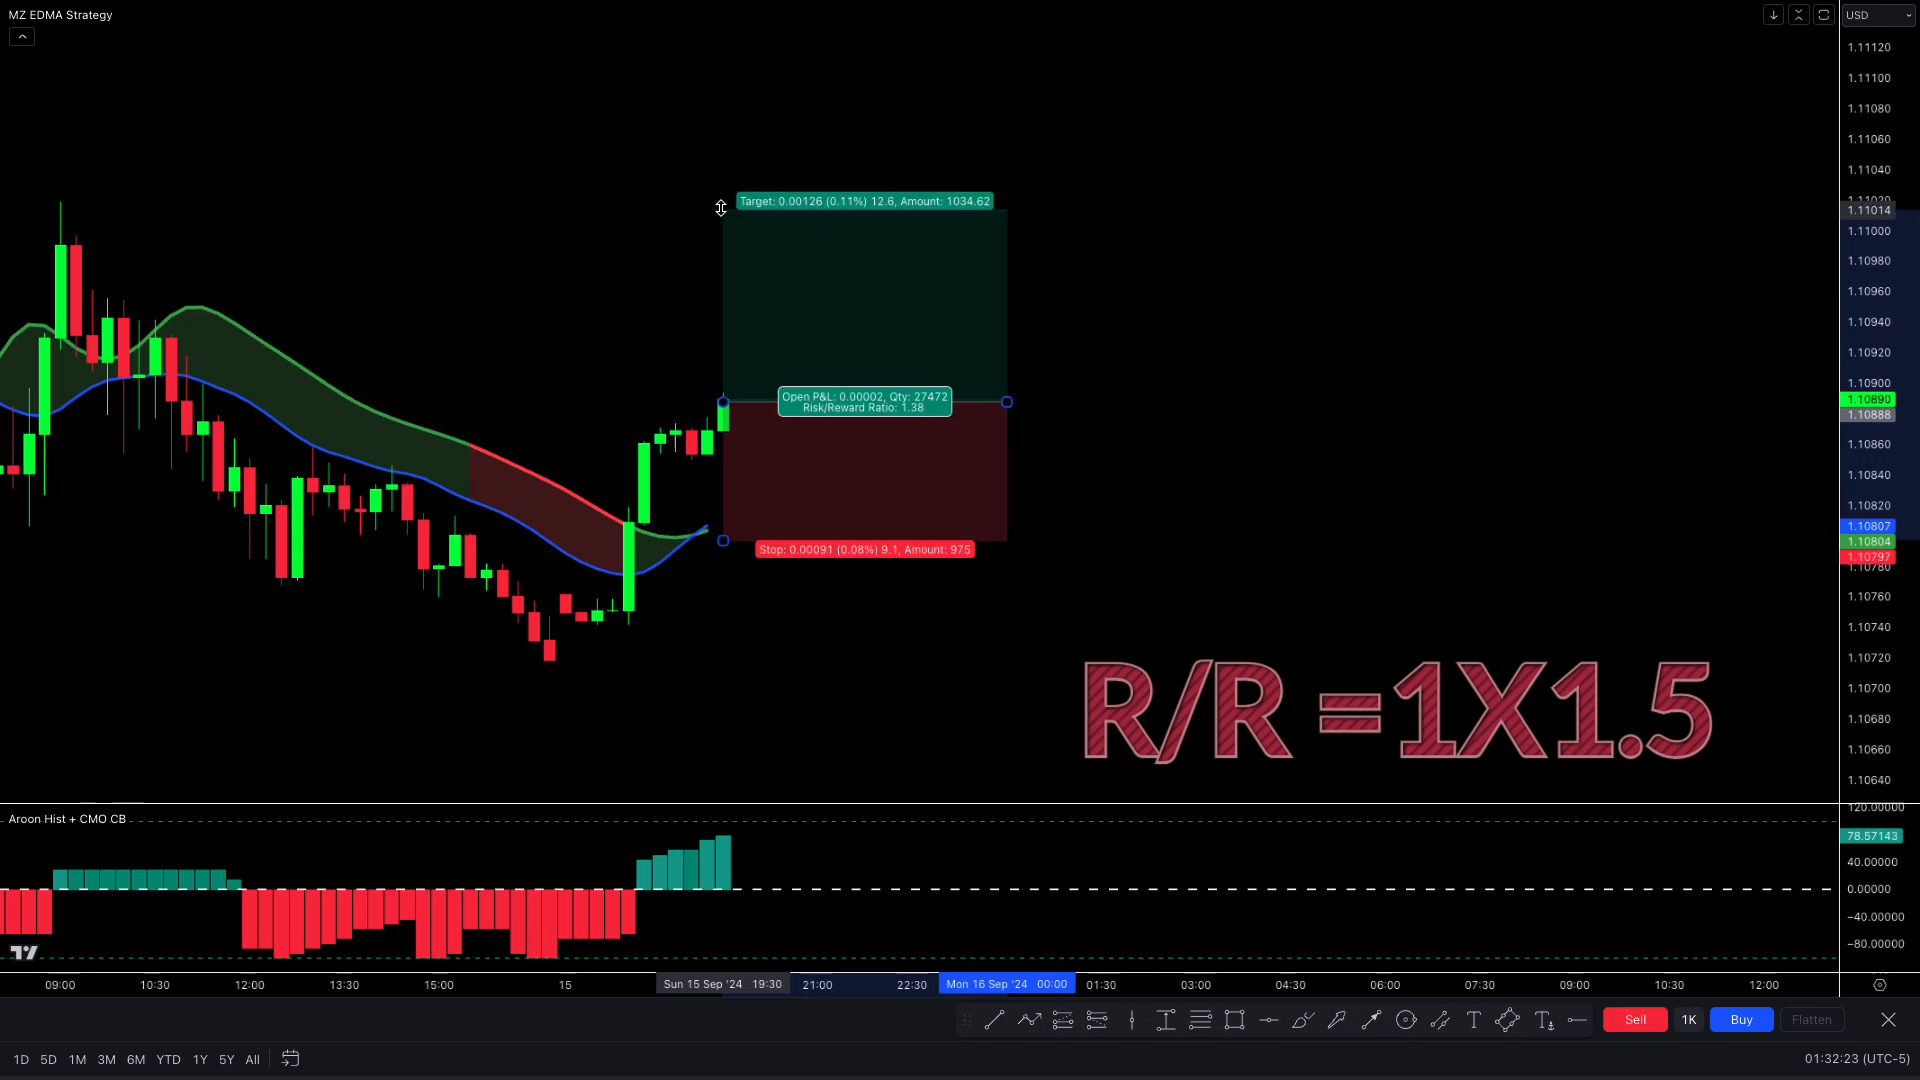 MZ EDMA Strategy
USD
1.11120
1.11100
1.11080
1.11060
1.11040
1.11020
1.11014
1.11000
1.10980
1.10960
1.10940
1.10920
1.10900
1.10890
1.10888
1.10860
1.10840
1.10820
1.10807
1.10804
1.10797
1.10780
1.10760
1.10740
1.10720
1.10700
1.10680
1.10660
1.10640
Target: 0.00126 (0.11%) 12.6, Amount: 1034.62
Open P&L: 0.00002, Qty: 27472
Risk/Reward Ratio: 1.38
Stop: 0.00091 (0.08%) 9.1, Amount: 975
R/R =1X1.5
Aroon Hist + CMO CB
120.00000
78.57143
40.00000
0.00000
−40.00000
−80.00000
09:00 10:30 12:00 13:30 15:00 15 Sun 15 Sep '24 19:30 21:00 22:30 Mon 16 Sep '24 00:00 01:30 03:00 04:30 06:00 07:30 09:00 10:30 12:00
Sell 1K Buy Flatten
1D 5D 1M 3M 6M YTD 1Y 5Y All
01:32:23 (UTC-5)